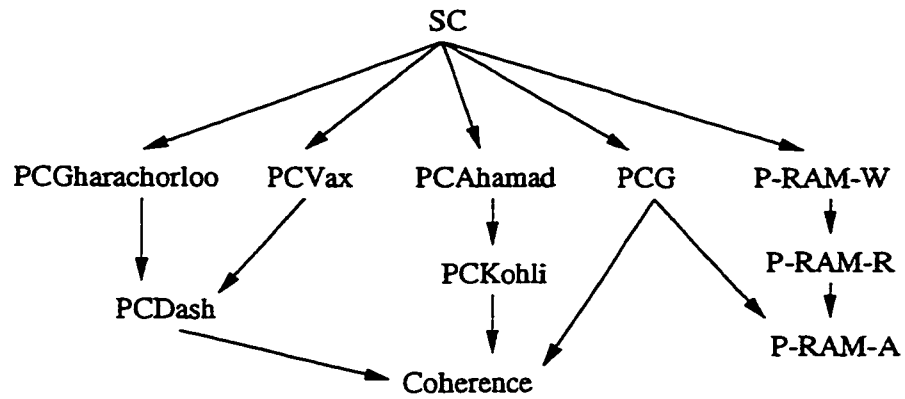 SC
PCGharachorloo PCVax PCAhamad PCG P-RAM-W
PCKohli P-RAM-R
PCDash
P-RAM-A
Coherence